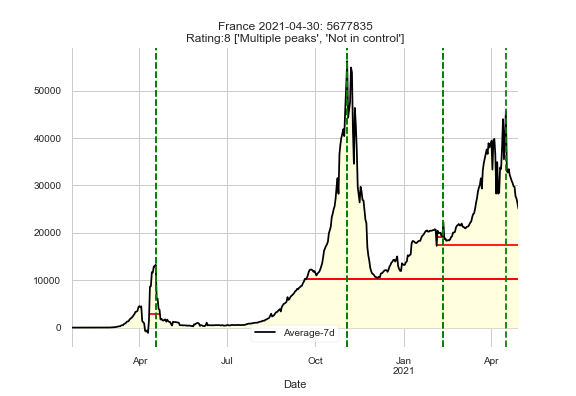 France 2021-04-30: 5677835
Rating:8 ['Multiple peaks', 'Not in control']
50000
40000
30000
20000
10000
0
Average-7d
Apr
Jul
Oct
Jan
2021
Apr
Date